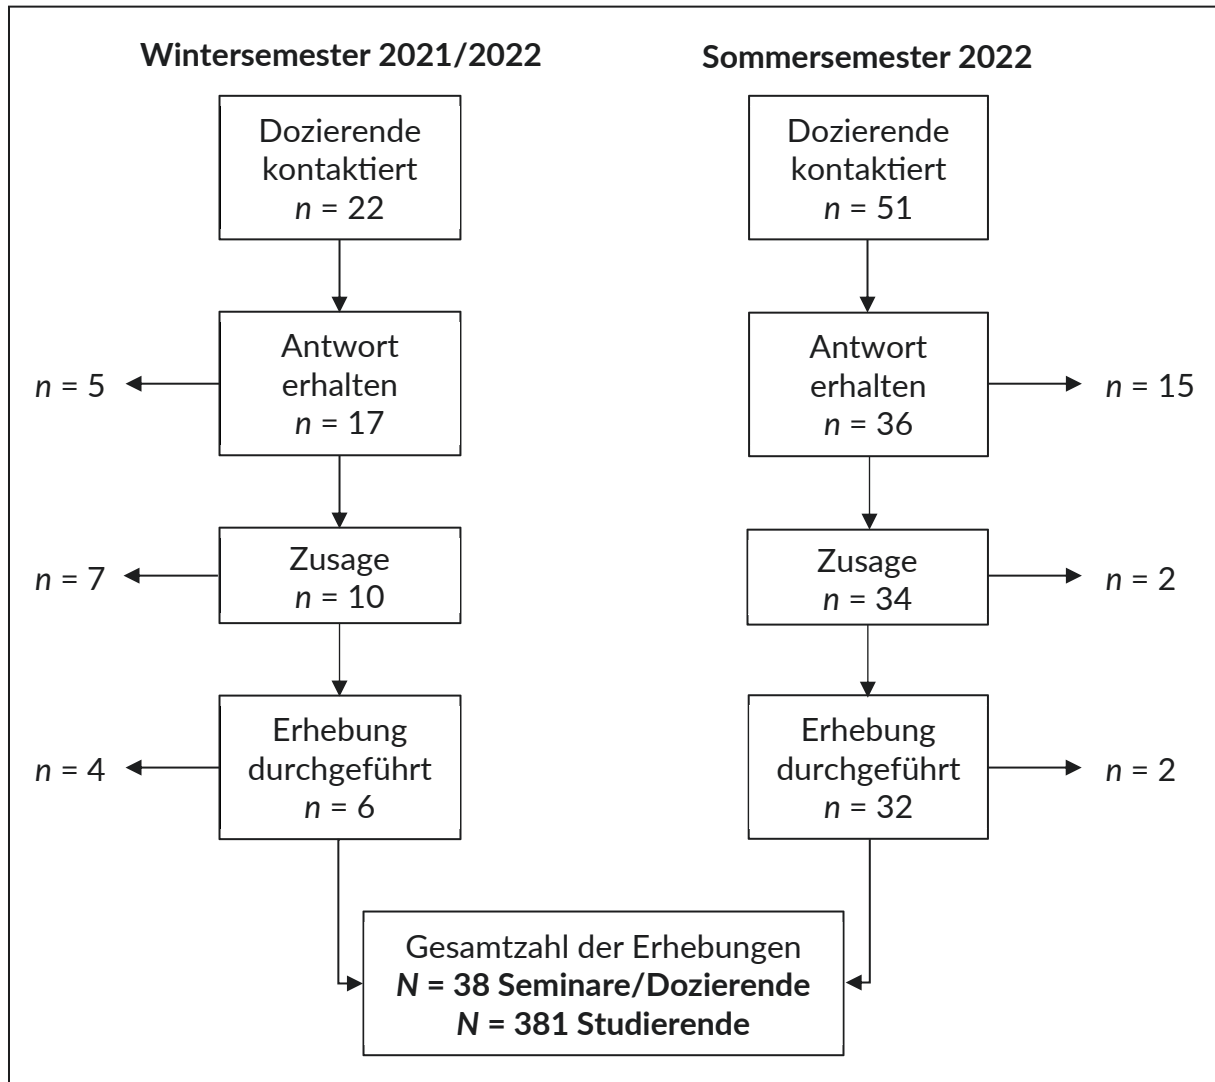 Wintersemester 2021/2022
Dozierende
kontaktiert
n = 22
Antwort
erhalten
n = 17
n = 5
Zusage
n = 10
n = 7
Erhebung
durchgeführt
n = 6
n = 4
Sommersemester 2022
Dozierende
kontaktiert
n = 51
Antwort
erhalten
n = 36
n = 15
Zusage
n = 34
n = 2
Erhebung
durchgeführt
n = 32
n = 2
Gesamtzahl der Erhebungen
N = 38 Seminare/Dozierende
N = 381 Studierende